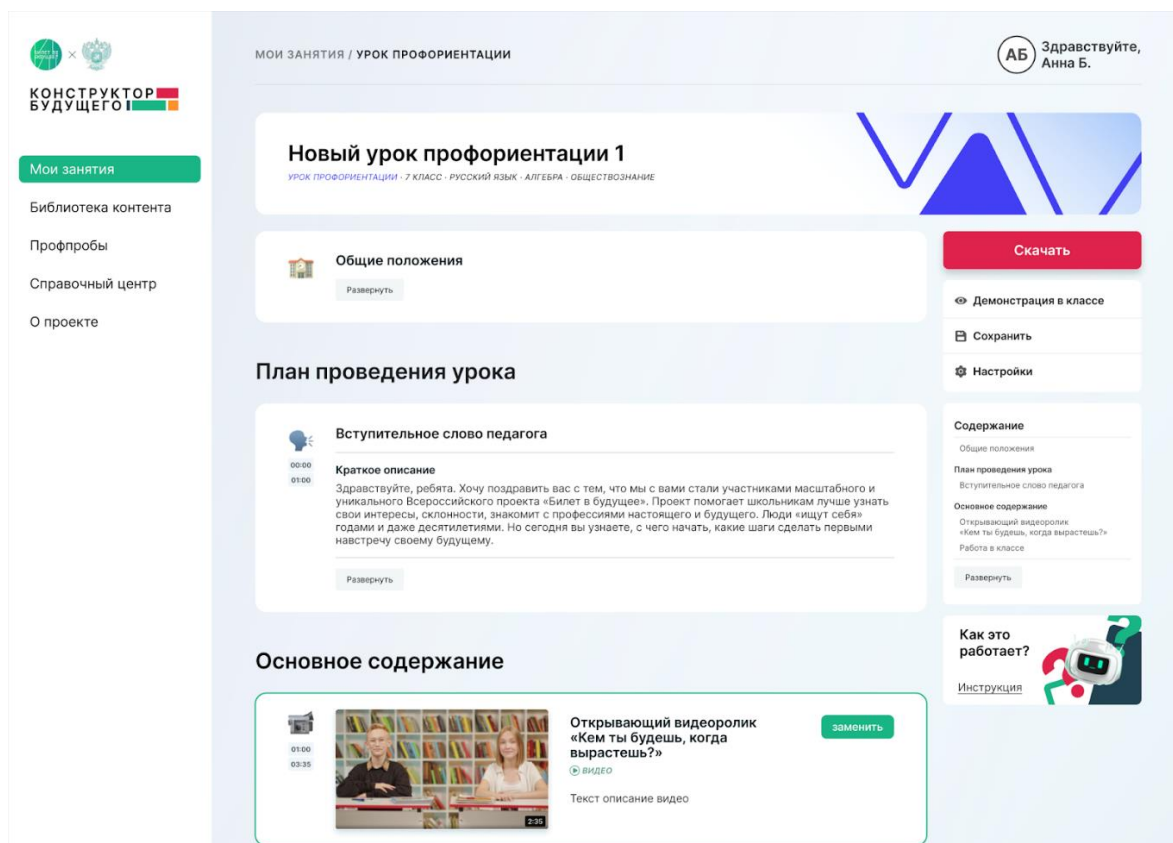 БИЛЕТ В БУДУЩЕЕ
×
КОНСТРУКТОР
БУДУЩЕГО
Мои занятия
Библиотека контента
Профпробы
Справочный центр
О проекте
МОИ ЗАНЯТИЯ / УРОК ПРОФОРИЕНТАЦИИ
АБ
Здравствуйте,
Анна Б.
Новый урок профориентации 1
УРОК ПРОФОРИЕНТАЦИИ · 7 КЛАСС · РУССКИЙ ЯЗЫК · АЛГЕБРА · ОБЩЕСТВОЗНАНИЕ
Общие положения
Развернуть
План проведения урока
00:00
01:00
Вступительное слово педагога
Краткое описание
Здравствуйте, ребята. Хочу поздравить вас с тем, что мы с вами стали участниками масштабного и
уникального Всероссийского проекта «Билет в будущее». Проект помогает школьникам лучше узнать
свои интересы, склонности, знакомит с профессиями настоящего и будущего. Люди «ищут себя»
годами и даже десятилетиями. Но сегодня вы узнаете, с чего начать, какие шаги сделать первыми
навстречу своему будущему.
Развернуть
Основное содержание
01:00
03:35
2:35
Открывающий видеоролик
«Кем ты будешь, когда
вырастешь?»
ВИДЕО
Текст описание видео
заменить
Скачать
Демонстрация в классе
Сохранить
Настройки
Содержание
Общие положения
План проведения урока
Вступительное слово педагога
Основное содержание
Открывающий видеоролик
«Кем ты будешь, когда вырастешь?»
Работа в классе
Развернуть
Как это
работает?
Инструкция